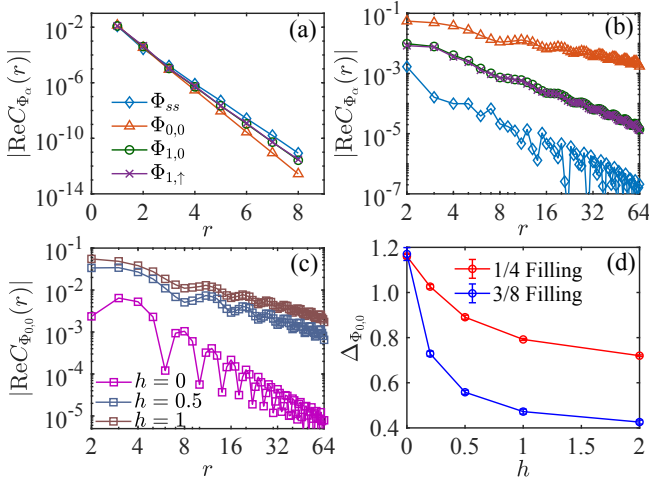 (a)
|ReC_{Φ_α}(r)|
10^{-2}
10^{-6}
10^{-10}
10^{-14}
Φ_{ss}
Φ_{0,0}
Φ_{1,0}
Φ_{1,↑}
0 2 4 6 8
r
(b)
|ReC_{Φ_α}(r)|
10^{-1}
10^{-3}
10^{-5}
10^{-7}
2 4 8 16 32 64
r
(c)
|ReC_{Φ_{0,0}}(r)|
10^{-1}
10^{-2}
10^{-3}
10^{-4}
10^{-5}
h = 0
h = 0.5
h = 1
2 4 8 16 32 64
r
(d)
Δ_{Φ_{0,0}}
1.2
1.0
0.8
0.6
0.4
1/4 Filling
3/8 Filling
0 0.5 1 1.5 2
h